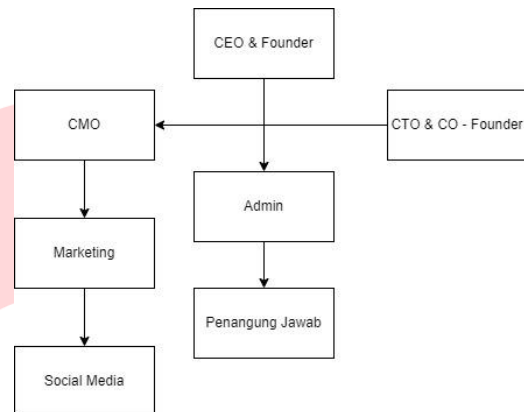 CEO & Founder
CMO
CTO & CO - Founder
Admin
Marketing
Penangung Jawab
Social Media